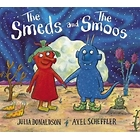 The Smeds and The Smoos
JULIA DONALDSON & AXEL SCHEFFLER